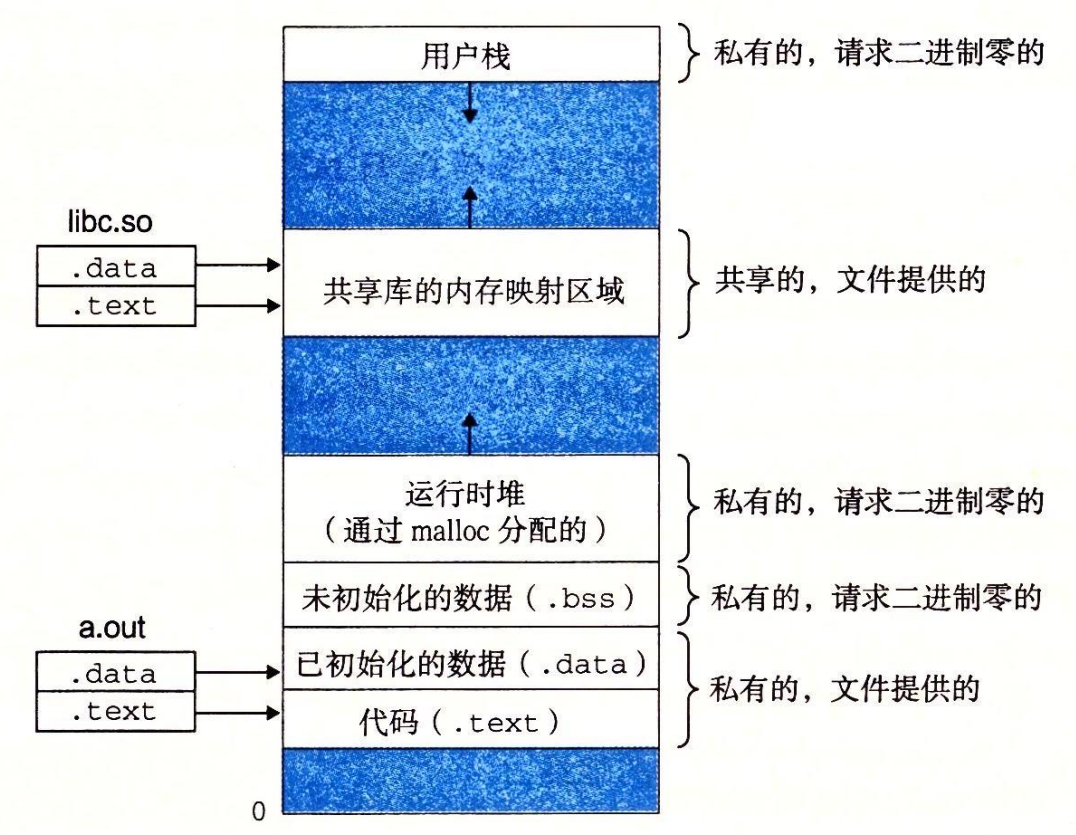 用户栈
私有的，请求二进制零的
libc.so
.data
.text
共享库的内存映射区域
共享的，文件提供的
运行时堆
（通过 malloc 分配的）
私有的，请求二进制零的
未初始化的数据（.bss）
私有的，请求二进制零的
a.out
.data
.text
已初始化的数据（.data）
代码（.text）
私有的，文件提供的
0